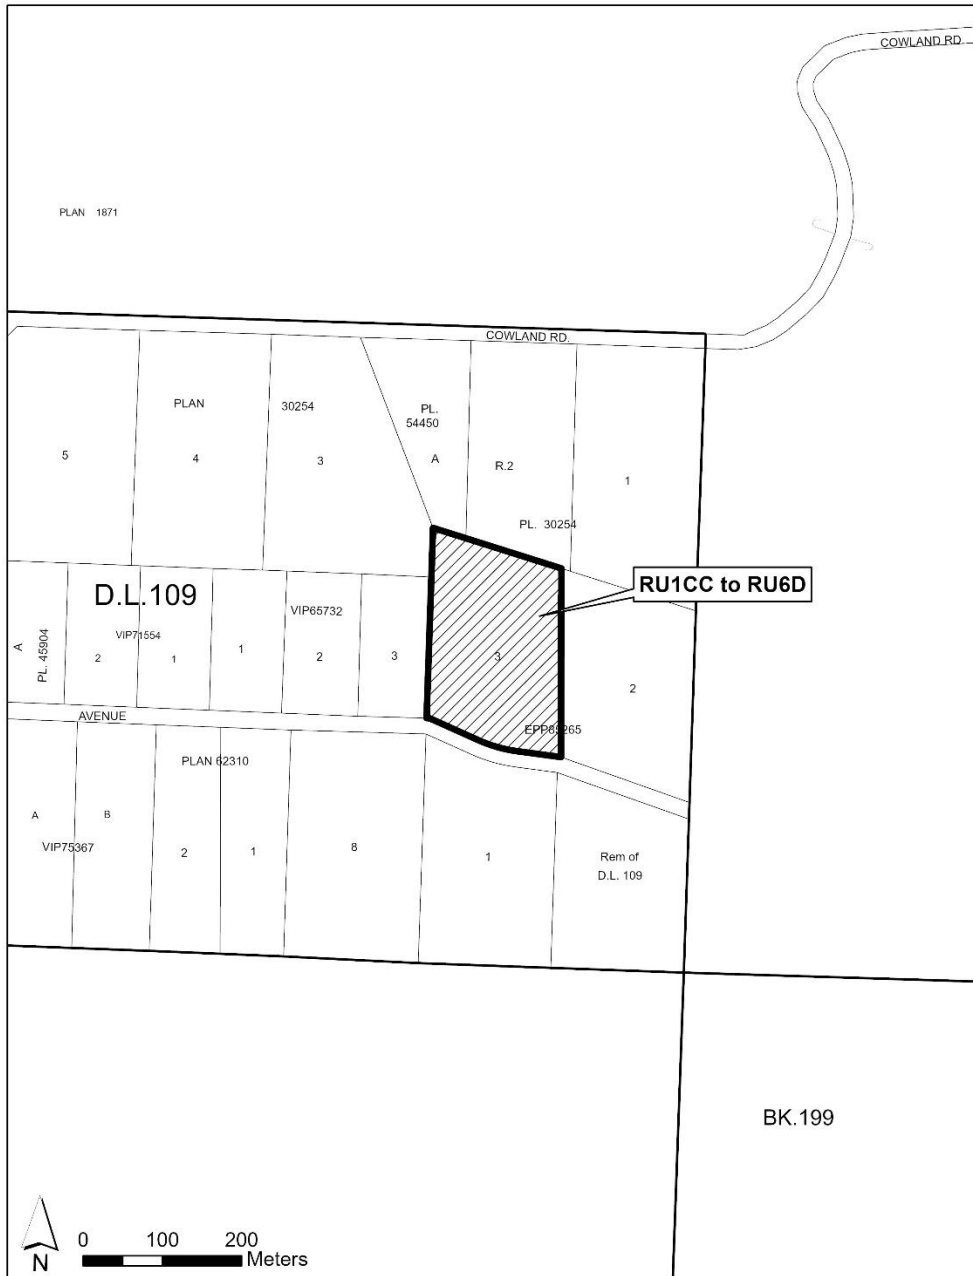 COWLAND RD.
PLAN 1871
COWLAND RD.
PLAN
30254
PL.
54450
5
4
3
A
R.2
1
PL. 30254
RU1CC to RU6D
D.L.109
VIP65732
VIP71554
A
PL. 45904
2
1
1
2
3
3
2
AVENUE
EPP85265
PLAN 62310
A
B
VIP75367
2
1
8
1
Rem of
D.L. 109
BK.199
N
0 100 200
Meters